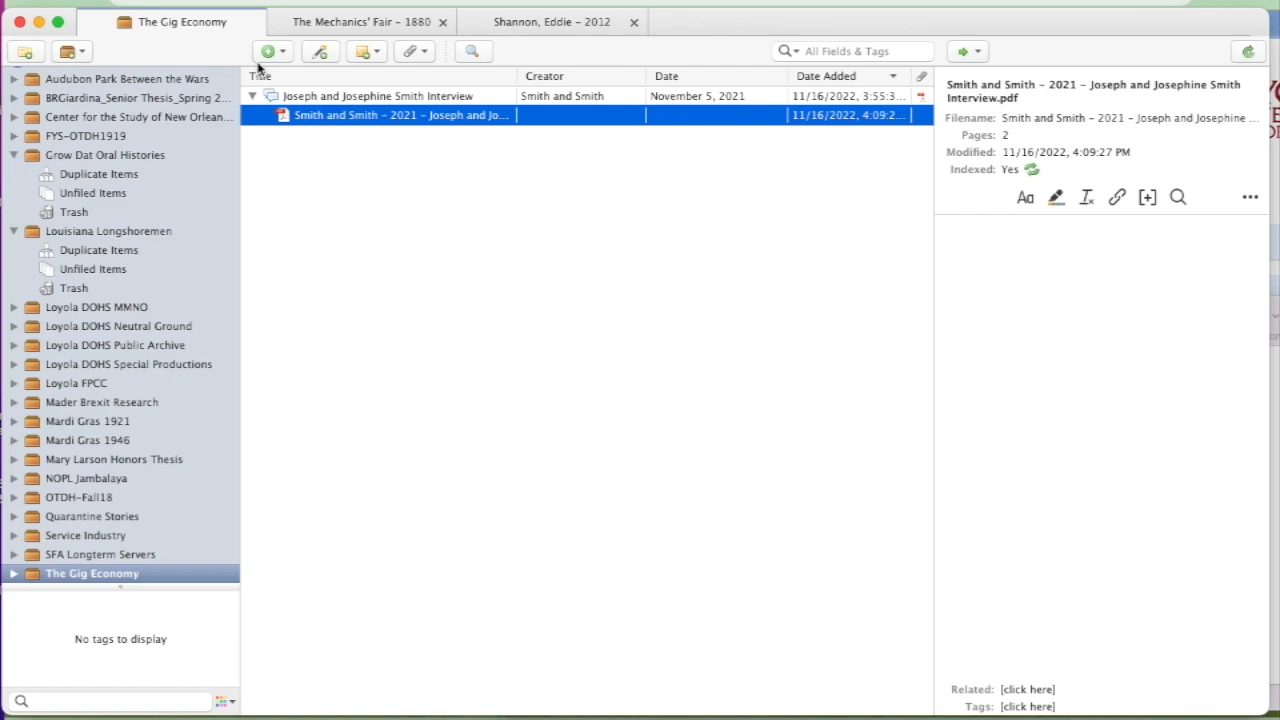 The Gig Economy
The Mechanics' Fair – 1880
Shannon, Eddie – 2012
All Fields & Tags
Audubon Park Between the Wars
BRGiardina_Senior Thesis_Spring 2...
Center for the Study of New Orlean...
FYS-OTDH1919
Grow Dat Oral Histories
Duplicate Items
Unfiled Items
Trash
Louisiana Longshoremen
Duplicate Items
Unfiled Items
Trash
Loyola DOHS MMNO
Loyola DOHS Neutral Ground
Loyola DOHS Public Archive
Loyola DOHS Special Productions
Loyola FPCC
Mader Brexit Research
Mardi Gras 1921
Mardi Gras 1946
Mary Larson Honors Thesis
NOPL Jambalaya
OTDH-Fall18
Quarantine Stories
Service Industry
SFA Longterm Servers
The Gig Economy
No tags to display
Title Creator Date Date Added
Joseph and Josephine Smith Interview Smith and Smith November 5, 2021 11/16/2022, 3:55:3...
Smith and Smith – 2021 – Joseph and Jo... 11/16/2022, 4:09:2...
Smith and Smith – 2021 – Joseph and Josephine Smith
Interview.pdf
Filename: Smith and Smith – 2021 – Joseph and Josephine ...
Pages: 2
Modified: 11/16/2022, 4:09:27 PM
Indexed: Yes
Aa
Related: [click here]
Tags: [click here]